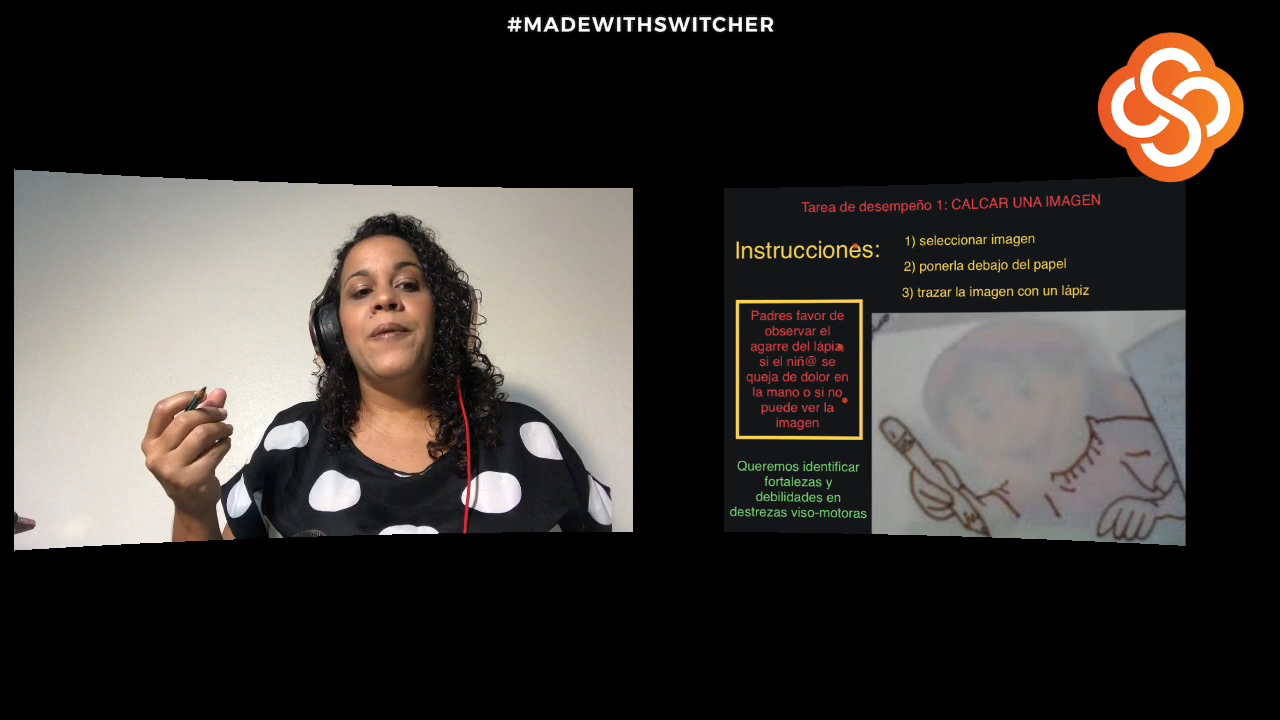 #MADEWITHSWITCHER
Tarea de desempeño 1: CALCAR UNA IMAGEN
Instrucciones:
1) seleccionar imagen
2) ponerla debajo del papel
3) trazar la imagen con un lápiz
Padres favor de
observar el
agarre del lápiz,
si el niñ@ se
queja de dolor en
la mano o si no
puede ver la
imagen
Queremos identificar
fortalezas y
debilidades en
destrezas viso-motoras